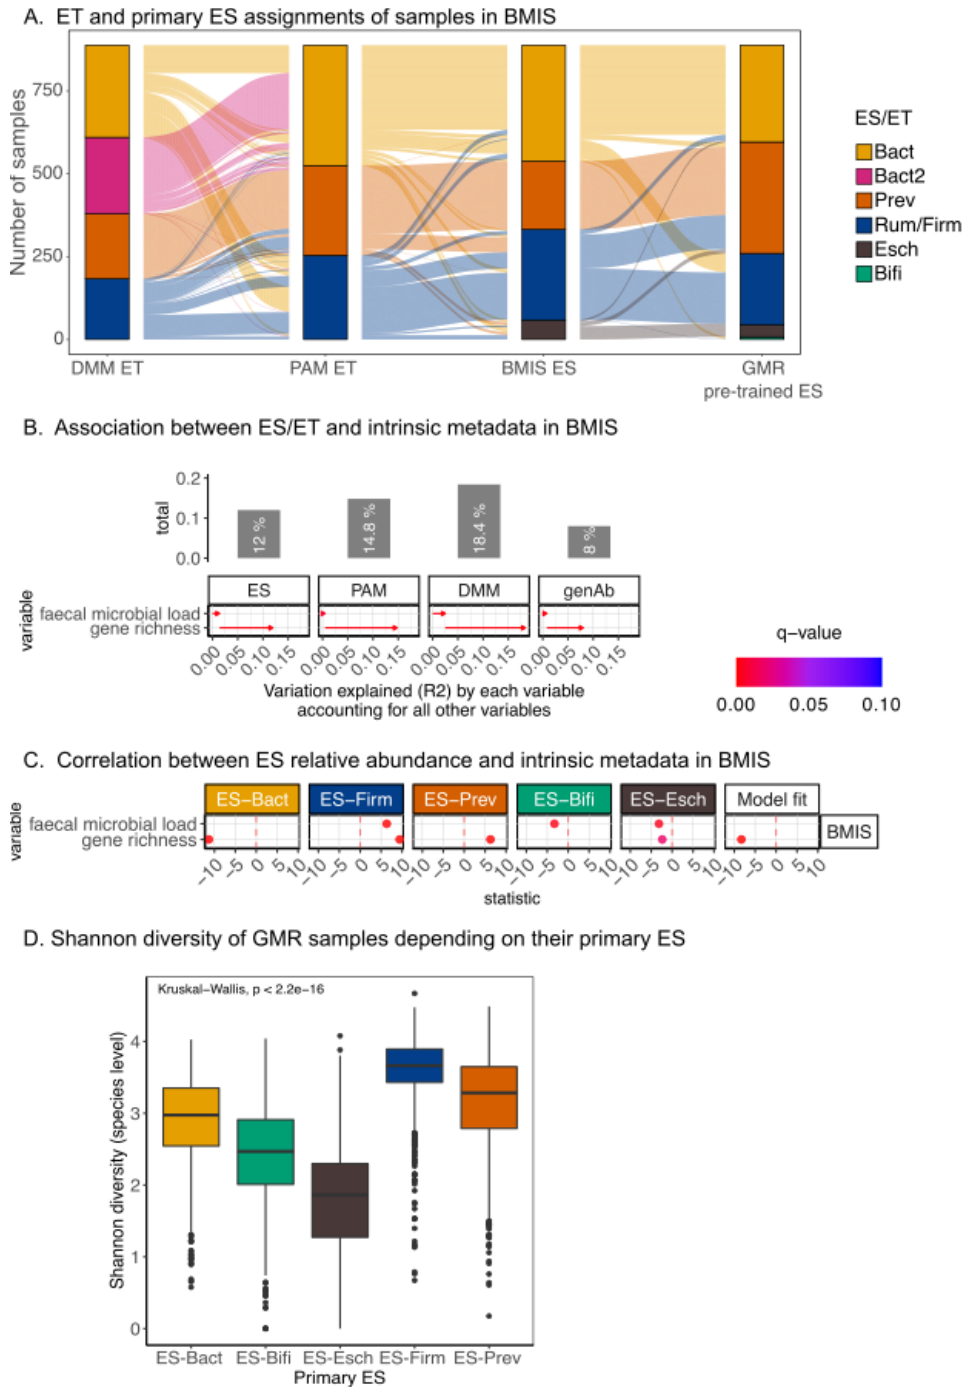 A. ET and primary ES assignments of samples in BMIS
Number of samples
750
500
250
0
DMM ET
PAM ET
BMIS ES
GMR
pre-trained ES
ES/ET
Bact
Bact2
Prev
Rum/Firm
Esch
Bifi
B. Association between ES/ET and intrinsic metadata in BMIS
total
0.2
0.1
0.0
12 %
14.8 %
18.4 %
8 %
ES
PAM
DMM
genAb
variable
faecal microbial load
gene richness
0.00 0.05 0.10 0.15
0.00 0.05 0.10 0.15
0.00 0.05 0.10 0.15
0.00 0.05 0.10 0.15
Variation explained (R2) by each variable
accounting for all other variables
q−value
0.00 0.05 0.10
C. Correlation between ES relative abundance and intrinsic metadata in BMIS
ES−Bact
ES−Firm
ES−Prev
ES−Bifi
ES−Esch
Model fit
variable
faecal microbial load
gene richness
BMIS
−10 −5 0 5 10
−10 −5 0 5 10
−10 −5 0 5 10
−10 −5 0 5 10
−10 −5 0 5 10
−10 −5 0 5 10
statistic
D. Shannon diversity of GMR samples depending on their primary ES
Kruskal−Wallis, p < 2.2e−16
Shannon diversity (species level)
4
3
2
1
0
ES-Bact ES-Bifi ES-Esch ES-Firm ES-Prev
Primary ES